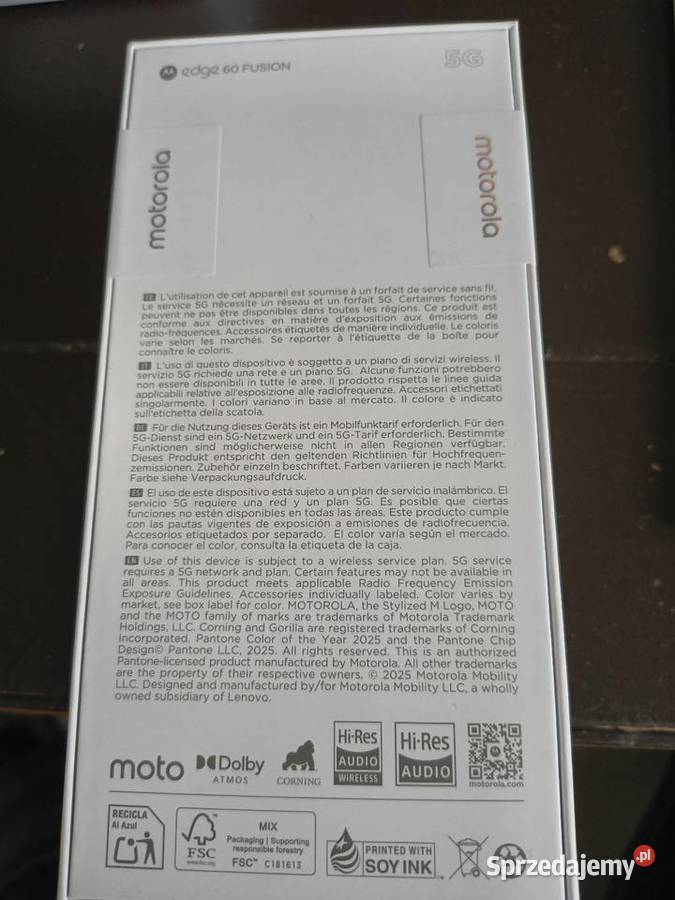 edge 60 FUSION
5G
motorola
motorola
FR L'utilisation de cet appareil est soumise à un forfait de service sans fil.
Le service 5G nécessite un réseau et un forfait 5G. Certaines fonctions
peuvent ne pas être disponibles dans toutes les régions. Ce produit est
conforme aux directives en matière d'exposition aux émissions de
radio-fréquences. Accessoires étiquetés de manière individuelle. Le coloris
varie selon les marchés. Se reporter à l'étiquette de la boîte pour
connaître le coloris.
IT L'uso di questo dispositivo è soggetto a un piano di servizi wireless. Il
servizio 5G richiede una rete e un piano 5G. Alcune funzioni potrebbero
non essere disponibili in tutte le aree. Il prodotto rispetta le linee guida
applicabili relative all'esposizione alle radiofrequenze. Accessori etichettati
singolarmente. I colori variano in base al mercato. Il colore è indicato
sull'etichetta della scatola.
DE Für die Nutzung dieses Geräts ist ein Mobilfunktarif erforderlich. Für den
5G-Dienst sind ein 5G-Netzwerk und ein 5G-Tarif erforderlich. Bestimmte
Funktionen sind möglicherweise nicht in allen Regionen verfügbar.
Dieses Produkt entspricht den geltenden Richtlinien für Hochfrequen-
zemissionen. Zubehör einzeln beschriftet. Farben variieren je nach Markt.
Farbe siehe Verpackungsaufdruck.
ES El uso de este dispositivo está sujeto a un plan de servicio inalámbrico. El
servicio 5G requiere una red y un plan 5G. Es posible que ciertas
funciones no estén disponibles en todas las áreas. Este producto cumple
con las pautas vigentes de exposición a emisiones de radiofrecuencia.
Accesorios etiquetados por separado. El color varía según el mercado.
Para conocer el color, consulta la etiqueta de la caja.
EN Use of this device is subject to a wireless service plan. 5G service
requires a 5G network and plan. Certain features may not be available in
all areas. This product meets applicable Radio Frequency Emission
Exposure Guidelines. Accessories individually labeled. Color varies by
market, see box label for color. MOTOROLA, the Stylized M Logo, MOTO
and the MOTO family of marks are trademarks of Motorola Trademark
Holdings, LLC. Corning and Gorilla are registered trademarks of Corning
Incorporated. Pantone Color of the Year 2025 and the Pantone Chip
Design© Pantone LLC, 2025. All rights reserved. This is an authorized
Pantone-licensed product manufactured by Motorola. All other trademarks
are the property of their respective owners. © 2025 Motorola Mobility
LLC. Designed and manufactured by/for Motorola Mobility LLC, a wholly
owned subsidiary of Lenovo.
moto
Dolby
ATMOS
CORNING
Hi-Res
AUDIO
WIRELESS
Hi-Res
AUDIO
motorola.com
RECICLA
Al Azul
FSC
www.fsc.org
MIX
Packaging | Supporting
responsible forestry
FSC™ C181613
PRINTED WITH
SOY INK
Sprzedajemy.pl